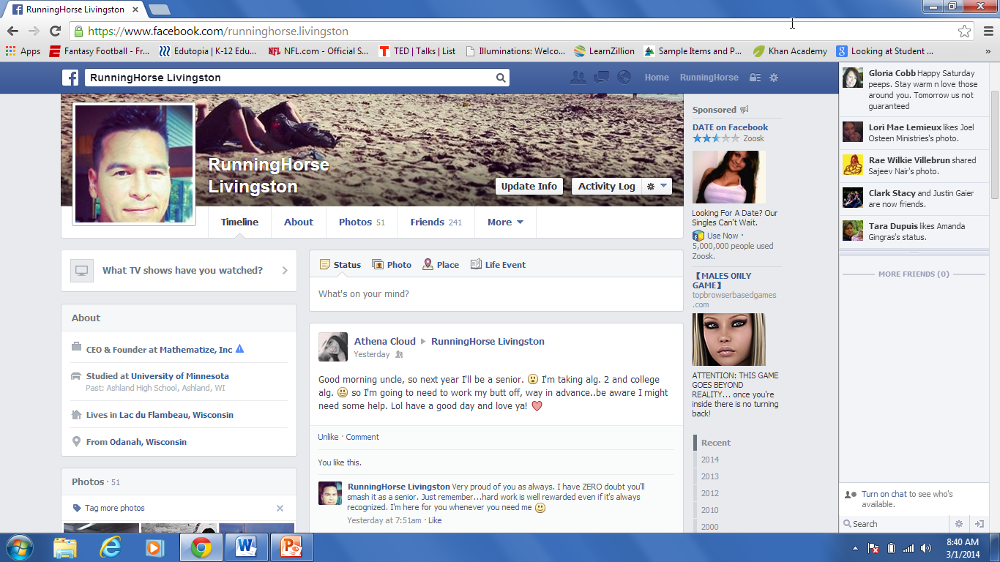 RunningHorse Livingston
https://www.facebook.com/runninghorse.livingston
Apps
Fantasy Football - Fr...
Edutopia | K-12 Edu...
NFL.com - Official S...
TED | Talks | List
Illuminations: Welco...
LearnZillion
Sample Items and P...
Khan Academy
Looking at Student ...
»
RunningHorse Livingston
Home
RunningHorse
RunningHorse
Livingston
Update Info
Activity Log
Timeline
About
Photos 51
Friends 241
More
What TV shows have you watched?
About
CEO & Founder at Mathematize, Inc
Studied at University of Minnesota
Past: Ashland High School, Ashland, WI
Lives in Lac du Flambeau, Wisconsin
From Odanah, Wisconsin
Photos · 51
Tag more photos
Status
Photo
Place
Life Event
What's on your mind?
Athena Cloud ▸ RunningHorse Livingston
Yesterday
Good morning uncle, so next year I'll be a senior. 😮 I'm taking alg. 2 and college
alg. 😃 so I'm going to need to work my butt off, way in advance..be aware I might
need some help. Lol have a good day and love ya! ❤
Unlike · Comment
You like this.
RunningHorse Livingston Very proud of you as always. I have ZERO doubt you'll
smash it as a senior. Just remember...hard work is well rewarded even if it's always
recognized. I'm here for you whenever you need me 😃
Yesterday at 7:51am · Like
Sponsored
DATE on Facebook
Zoosk
Looking For A Date? Our
Singles Can't Wait.
Use Now ·
5,000,000 people used
Zoosk.
【MALES ONLY
GAME】
topbrowserbasedgames
.com
ATTENTION: THIS GAME
GOES BEYOND
REALITY... once you're
inside there is no turning
back!
Recent
2014
2013
2012
2010
2000
Gloria Cobb Happy Saturday
peeps. Stay warm n love those
around you. Tomorrow us not
guaranteed
Lori Mae Lemieux likes Joel
Osteen Ministries's photo.
Rae Wilkie Villebrun shared
Sajeev Nair's photo.
Clark Stacy and Justin Gaier
are now friends.
Tara Dupuis likes Amanda
Gingras's status.
MORE FRIENDS (0)
Turn on chat to see who's
available.
Search
8:40 AM
3/1/2014